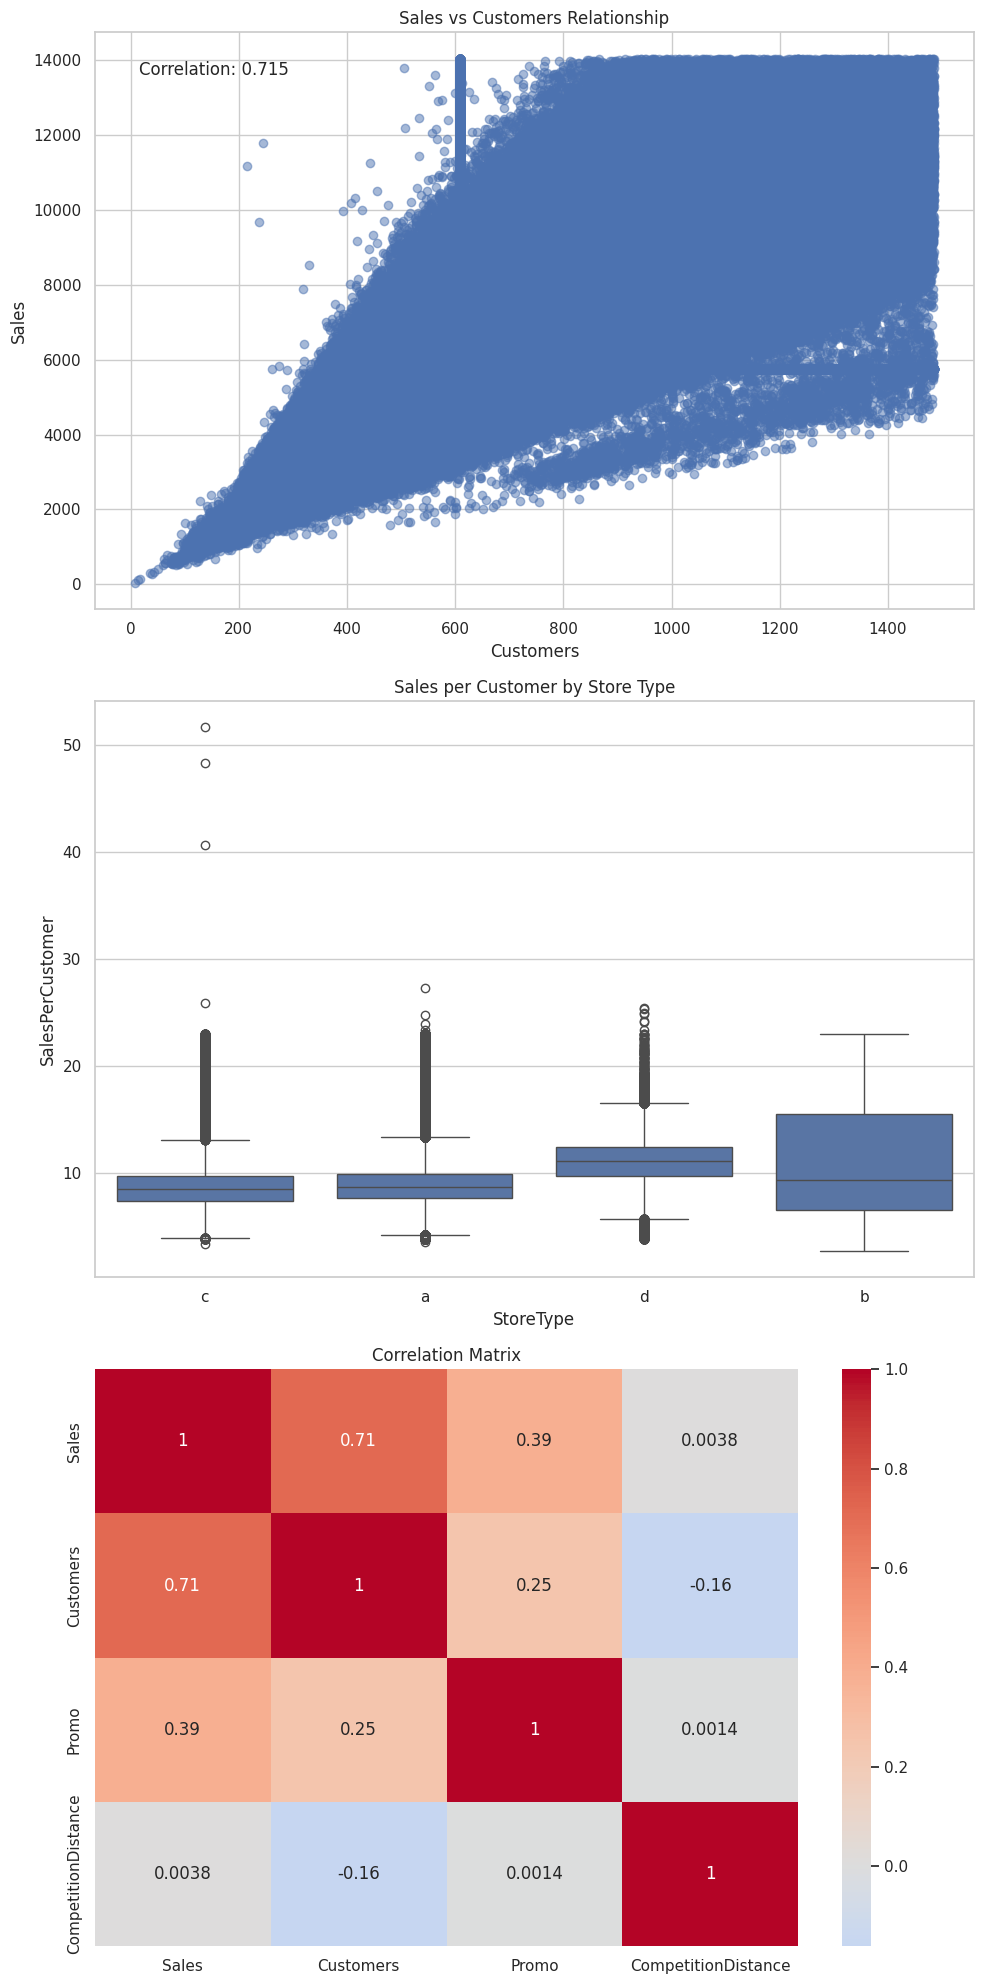 Sales vs Customers Relationship
Correlation: 0.715
14000
12000
10000
8000
6000
4000
2000
0
Sales
0 200 400 600 800 1000 1200 1400
Customers
Sales per Customer by Store Type
50
40
30
20
10
SalesPerCustomer
c a d b
StoreType
Correlation Matrix
Sales 1 0.71 0.39 0.0038
Customers 0.71 1 0.25 -0.16
Promo 0.39 0.25 1 0.0014
CompetitionDistance 0.0038 -0.16 0.0014 1
Sales Customers Promo CompetitionDistance
1.0
0.8
0.6
0.4
0.2
0.0